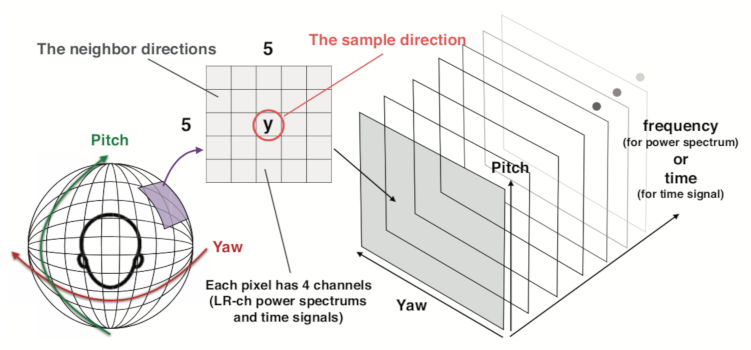 The neighbor directions
5
The sample direction
5
y
Pitch
Yaw
Each pixel has 4 channels
(LR-ch power spectrums
and time signals)
Pitch
Yaw
frequency
(for power spectrum)
or
time
(for time signal)